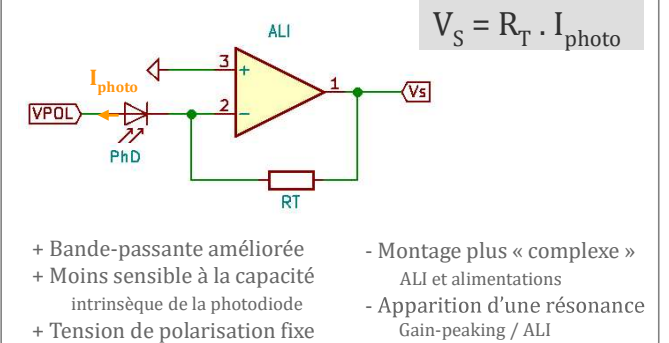 ALI
V_S = R_T . I_photo
3
+
1
Vs
I_photo
VPOL
2
−
PhD
RT
+ Bande-passante améliorée
+ Moins sensible à la capacité
intrinsèque de la photodiode
+ Tension de polarisation fixe
- Montage plus « complexe »
ALI et alimentations
- Apparition d’une résonance
Gain-peaking / ALI